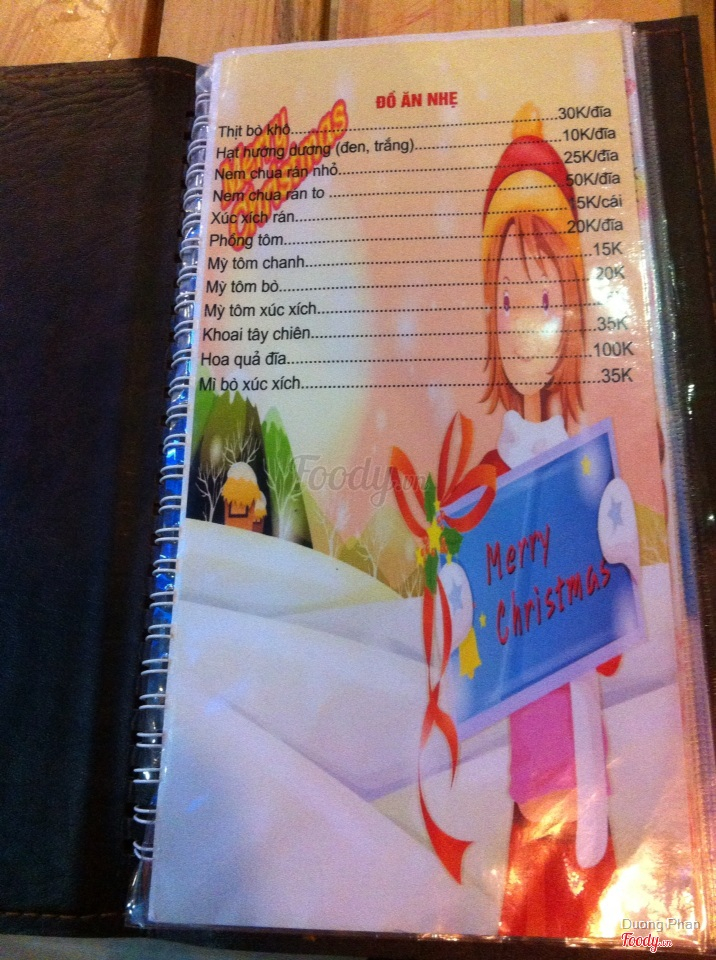 ĐỒ ĂN NHẸ
Thịt bò khô..........30K/đĩa
Hạt hướng dương (đen, trắng)..........10K/đĩa
Nem chua rán nhỏ..........25K/đĩa
Nem chua rán to ..........50K/đĩa
Xúc xích rán..........15K/cái
Phồng tôm..........20K/đĩa
Mỳ tôm chanh..........15K
Mỳ tôm bò..........20K
Mỳ tôm xúc xích..........
Khoai tây chiên..........35K
Hoa quả đĩa..........100K
Mì bò xúc xích..........35K
Merry
Christmas
Foody.vn
Merry
Christmas
Duong Phan
Foody.vn